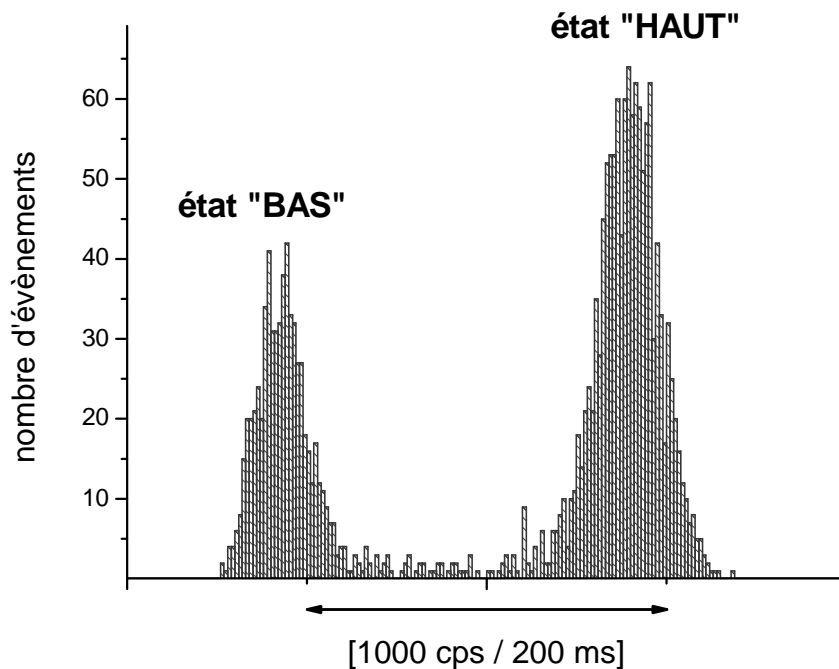 état "HAUT"
60
50
état "BAS"
40
30
20
10
nombre d'évènements
[1000 cps / 200 ms]